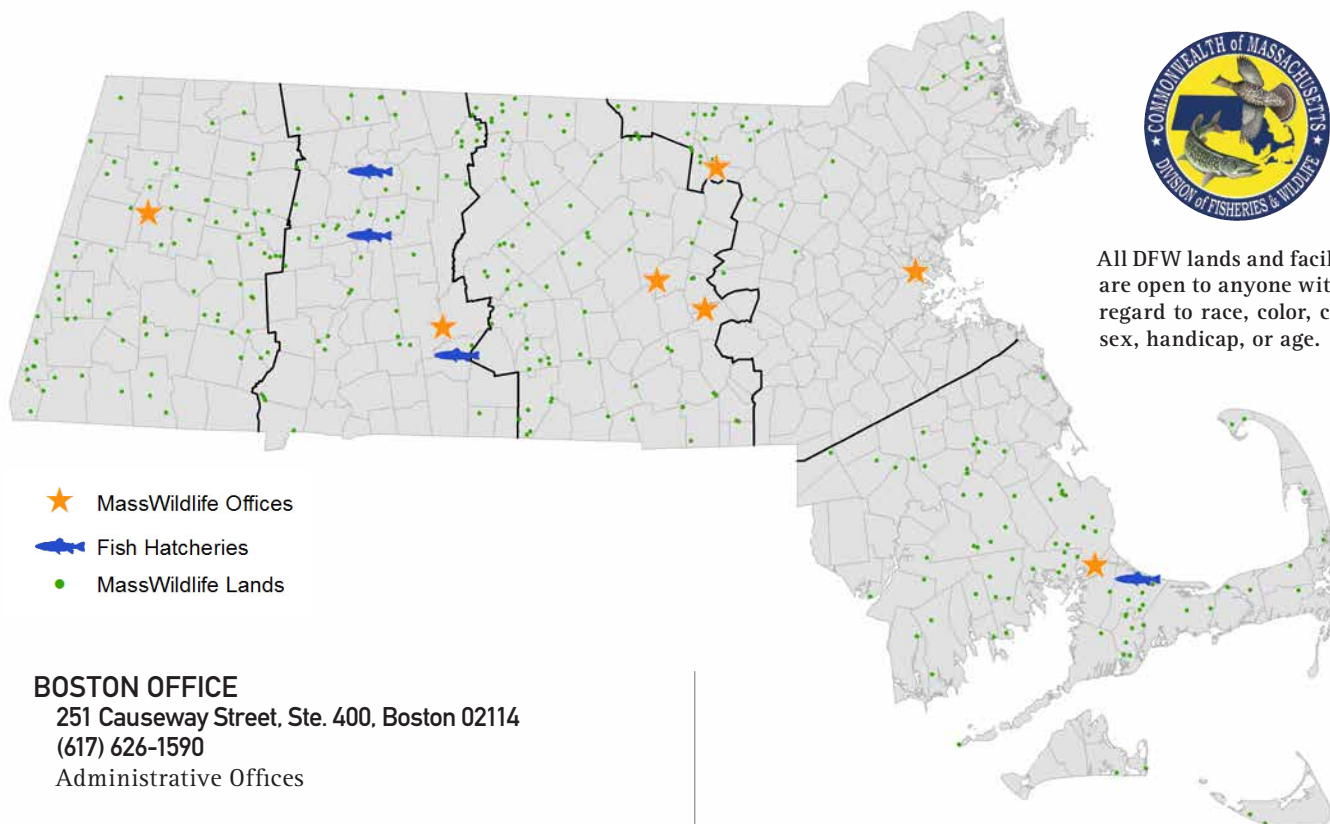 COMMONWEALTH of MASSACHUSETTS
DIVISION of FISHERIES & WILDLIFE
All DFW lands and facil
are open to anyone wit
regard to race, color, c
sex, handicap, or age.
MassWildlife Offices
Fish Hatcheries
MassWildlife Lands
BOSTON OFFICE
251 Causeway Street, Ste. 400, Boston 02114
(617) 626-1590
Administrative Offices